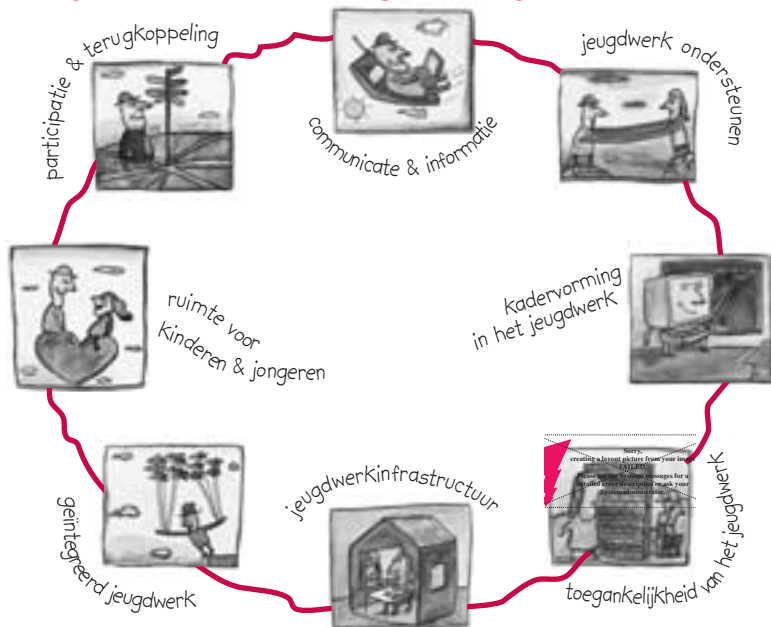 participatie & terugkoppeling
communicate & informatie
jeugdwerk ondersteunen
kadervorming
in het jeugdwerk
ruimte voor
kinderen & jongeren
Sorry,
creating a layout picture from your image
FAILED.
Please see the Systems messages for a
detailed error description or ask your
Systemadministrator.
jeugdwerkinfrastructuur
geïntegreerd jeugdwerk
toegankelijkheid van het jeugdwerk